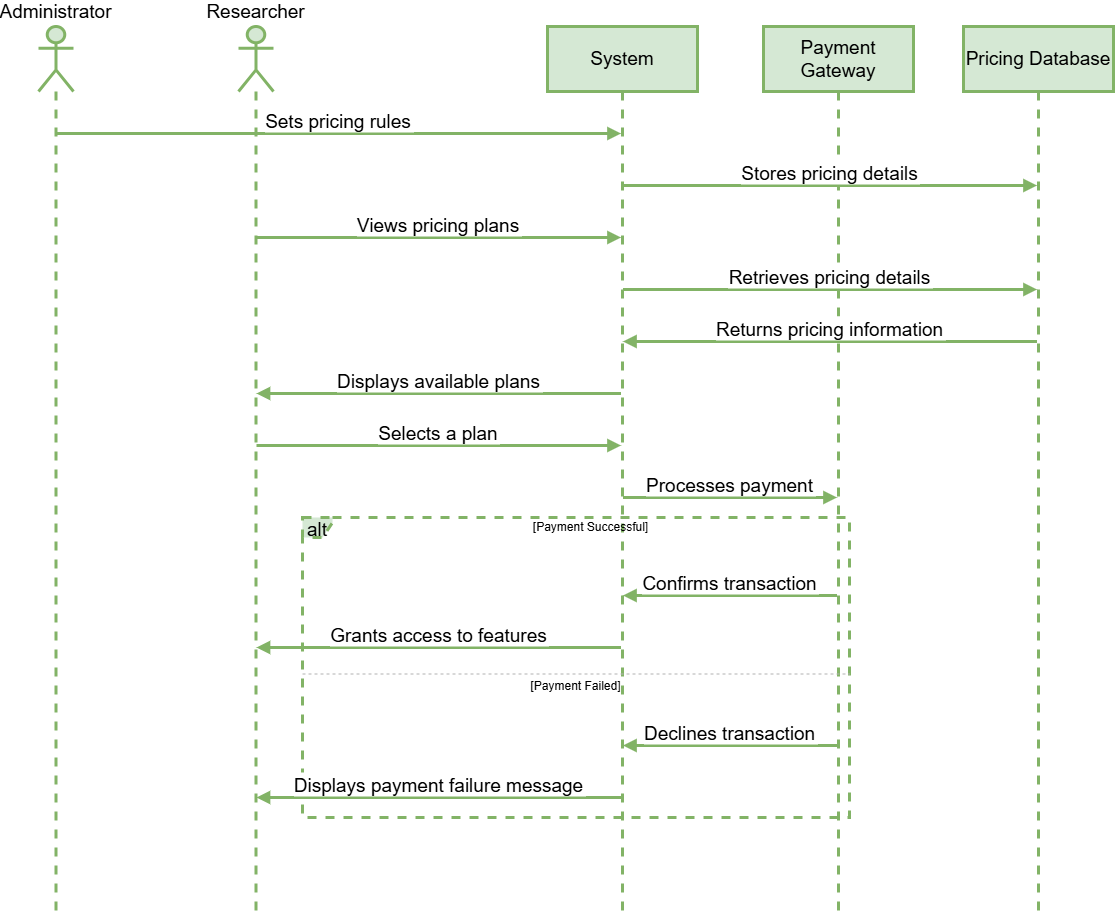 Administrator
Researcher
System
Payment
Gateway
Pricing Database
Sets pricing rules
Stores pricing details
Views pricing plans
Retrieves pricing details
Returns pricing information
Displays available plans
Selects a plan
Processes payment
alt
[Payment Successful]
Confirms transaction
Grants access to features
[Payment Failed]
Declines transaction
Displays payment failure message